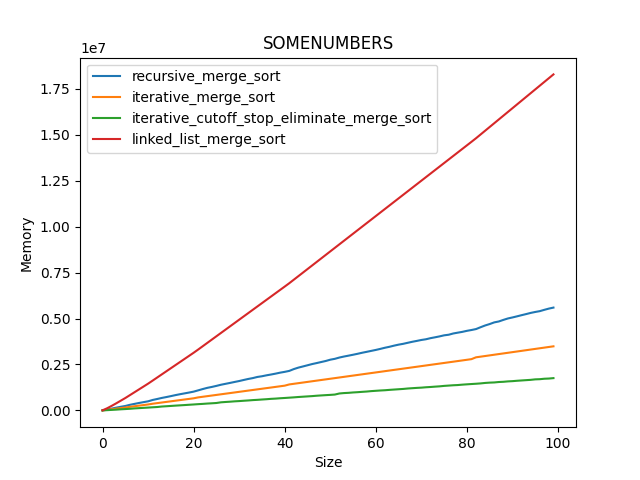 SOMENUMBERS
1e7
recursive_merge_sort
iterative_merge_sort
iterative_cutoff_stop_eliminate_merge_sort
linked_list_merge_sort
1.75
1.50
1.25
1.00
0.75
0.50
0.25
0.00
Memory
0 20 40 60 80 100
Size